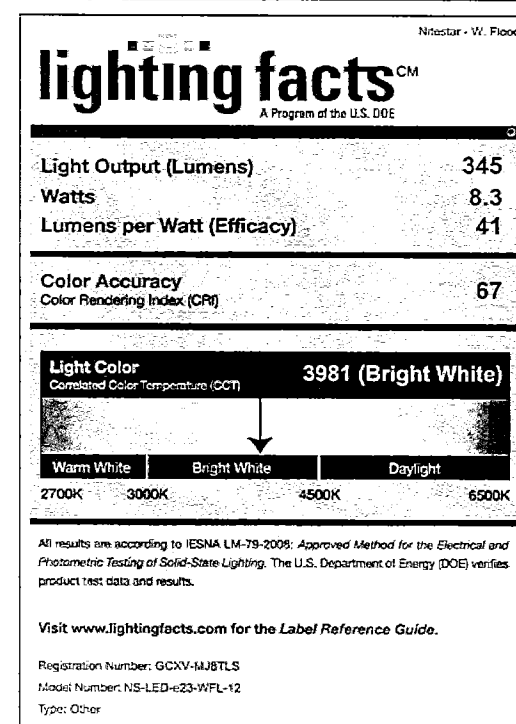 Nitestar - W. Flood
lighting facts CM
A Program of the U.S. DOE
Light Output (Lumens) 345
Watts 8.3
Lumens per Watt (Efficacy) 41
Color Accuracy 67
Color Rendering Index (CRI)
Light Color 3981 (Bright White)
Correlated Color Temperature (CCT)
Warm White Bright White Daylight
2700K 3000K 4500K 6500K
All results are according to IESNA LM-79-2008: Approved Method for the Electrical and
Photometric Testing of Solid-State Lighting. The U.S. Department of Energy (DOE) verifies
product test data and results.
Visit www.lightingfacts.com for the Label Reference Guide.
Registration Number: GCXV-MJ8TLS
Model Number: NS-LED-e23-WFL-12
Type: Other